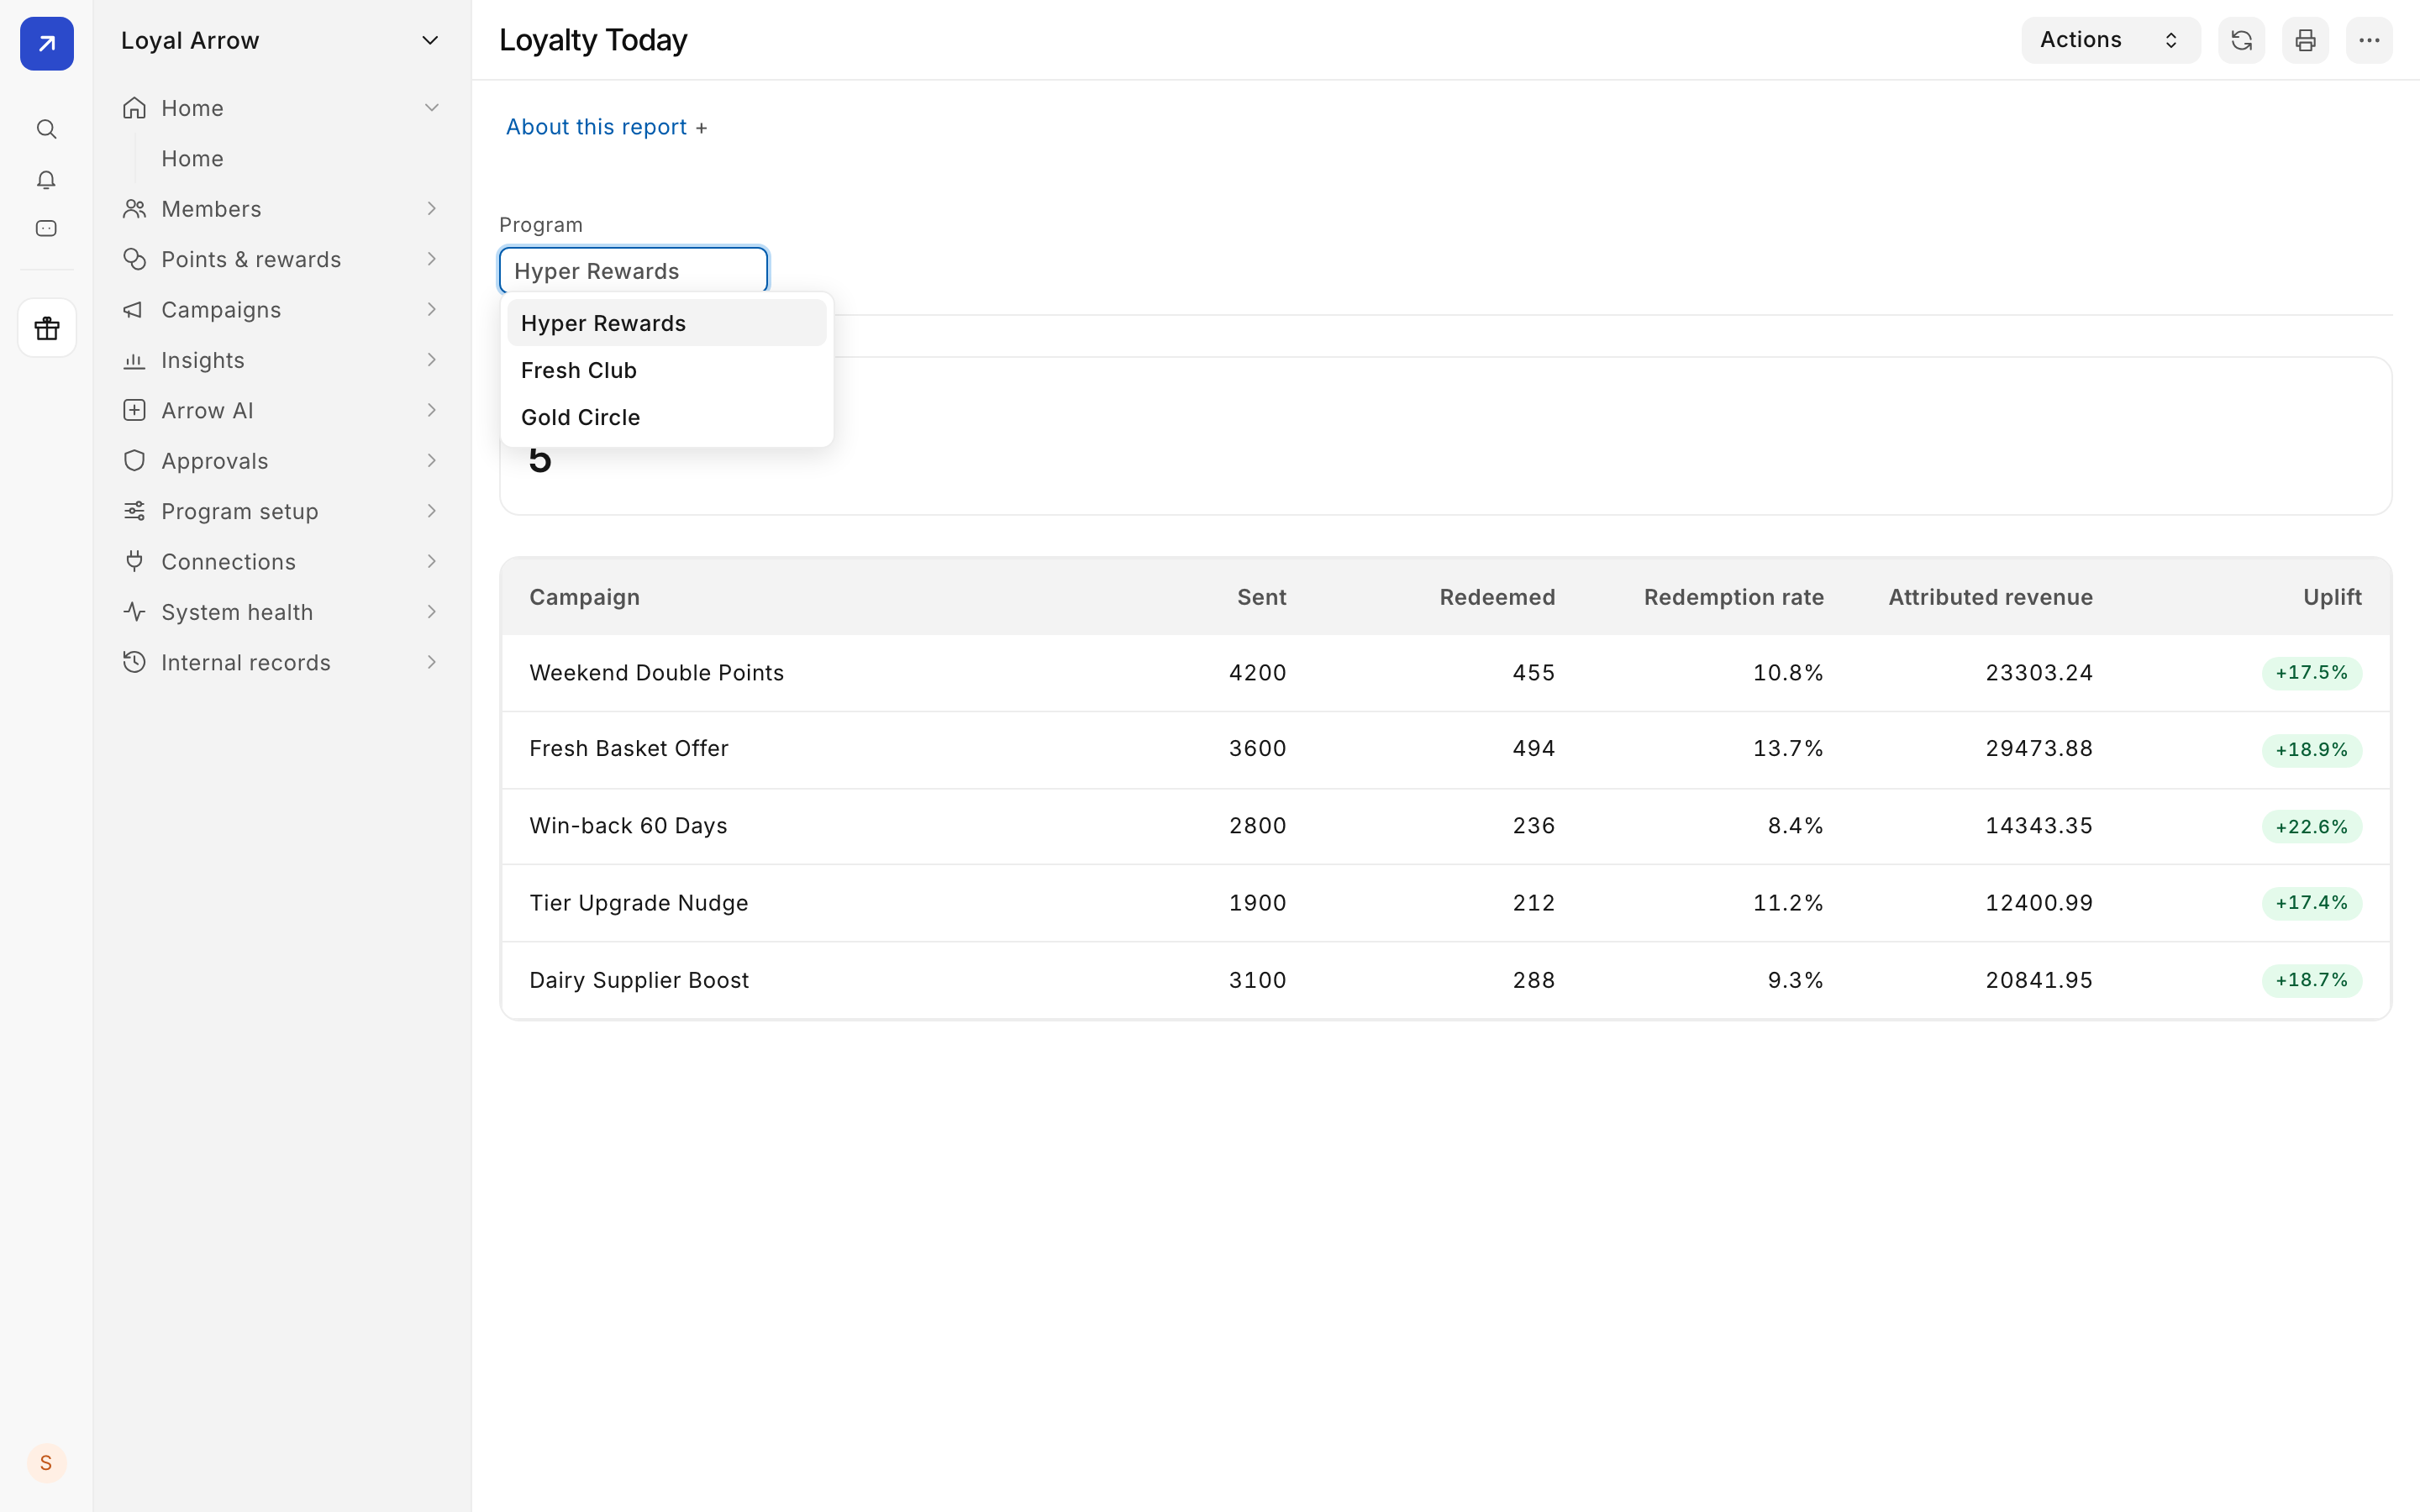 Loyal Arrow
Loyalty Today
Actions
Home
Home
Members
Points & rewards
Campaigns
Insights
Arrow AI
Approvals
Program setup
Connections
System health
Internal records
S
About this report +
Program
Hyper Rewards
Hyper Rewards
Fresh Club
Gold Circle
5
Campaign Sent Redeemed Redemption rate Attributed revenue Uplift
Weekend Double Points 4200 455 10.8% 23303.24 +17.5%
Fresh Basket Offer 3600 494 13.7% 29473.88 +18.9%
Win-back 60 Days 2800 236 8.4% 14343.35 +22.6%
Tier Upgrade Nudge 1900 212 11.2% 12400.99 +17.4%
Dairy Supplier Boost 3100 288 9.3% 20841.95 +18.7%